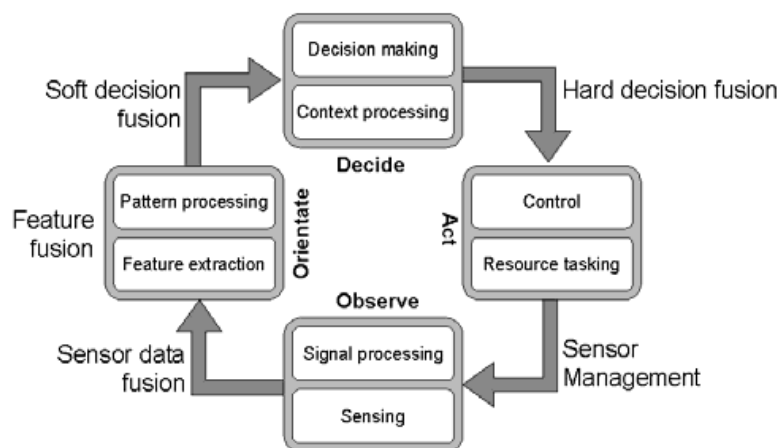 Decision making
Soft decision
fusion
Hard decision fusion
Context processing
Decide
Pattern processing
Feature
fusion
Feature extraction
Orientate
Act
Control
Resource tasking
Observe
Signal processing
Sensor data
fusion
Sensor
Management
Sensing